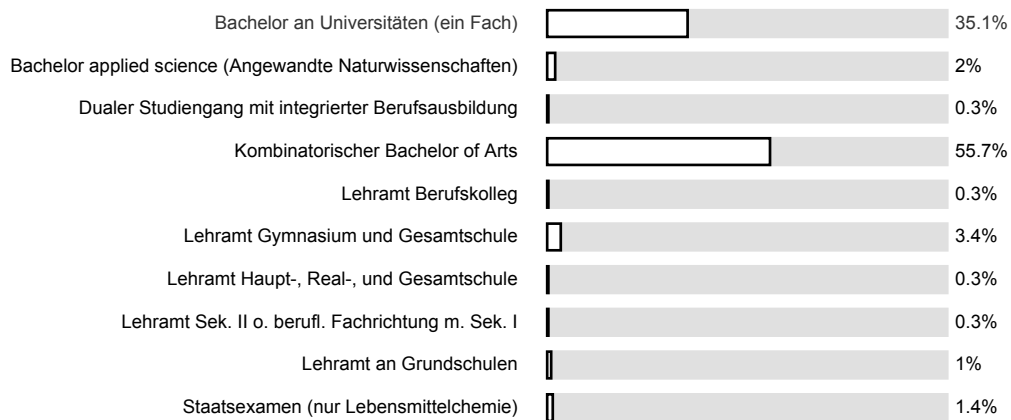 Bachelor an Universitäten (ein Fach) 35.1%
Bachelor applied science (Angewandte Naturwissenschaften) 2%
Dualer Studiengang mit integrierter Berufsausbildung 0.3%
Kombinatorischer Bachelor of Arts 55.7%
Lehramt Berufskolleg 0.3%
Lehramt Gymnasium und Gesamtschule 3.4%
Lehramt Haupt-, Real-, und Gesamtschule 0.3%
Lehramt Sek. II o. berufl. Fachrichtung m. Sek. I 0.3%
Lehramt an Grundschulen 1%
Staatsexamen (nur Lebensmittelchemie) 1.4%